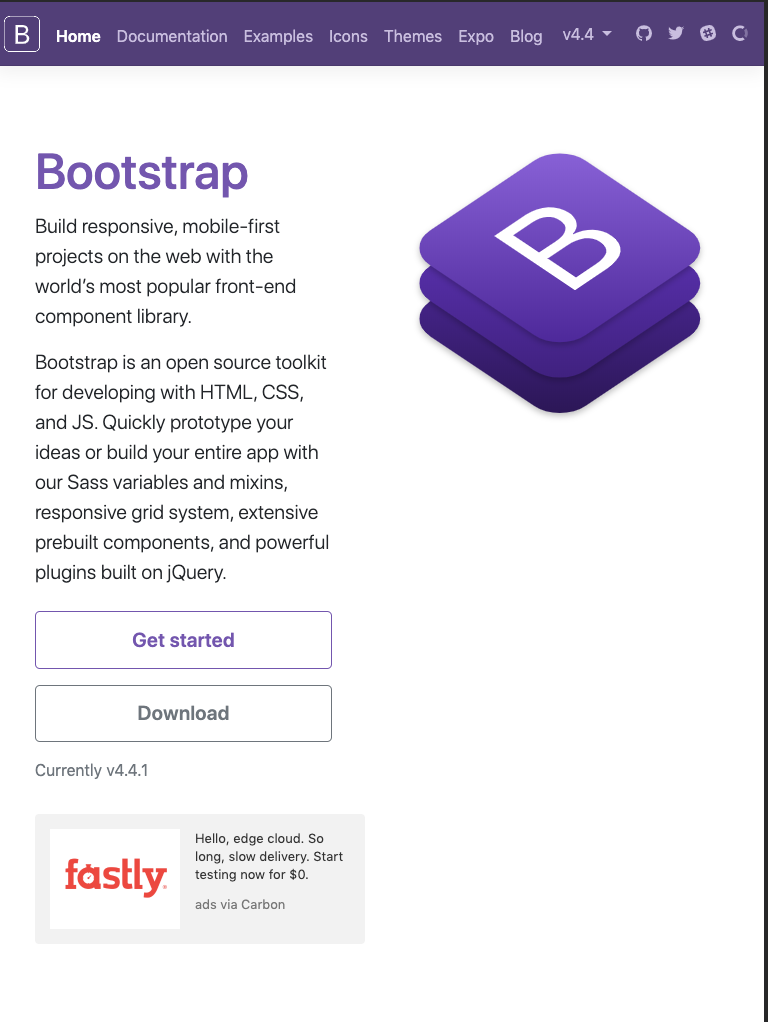 B Home Documentation Examples Icons Themes Expo Blog v4.4
Bootstrap
B
Build responsive, mobile-first
projects on the web with the
world’s most popular front-end
component library.
Bootstrap is an open source toolkit
for developing with HTML, CSS,
and JS. Quickly prototype your
ideas or build your entire app with
our Sass variables and mixins,
responsive grid system, extensive
prebuilt components, and powerful
plugins built on jQuery.
Get started
Download
Currently v4.4.1
fastly
Hello, edge cloud. So
long, slow delivery. Start
testing now for $0.
ads via Carbon